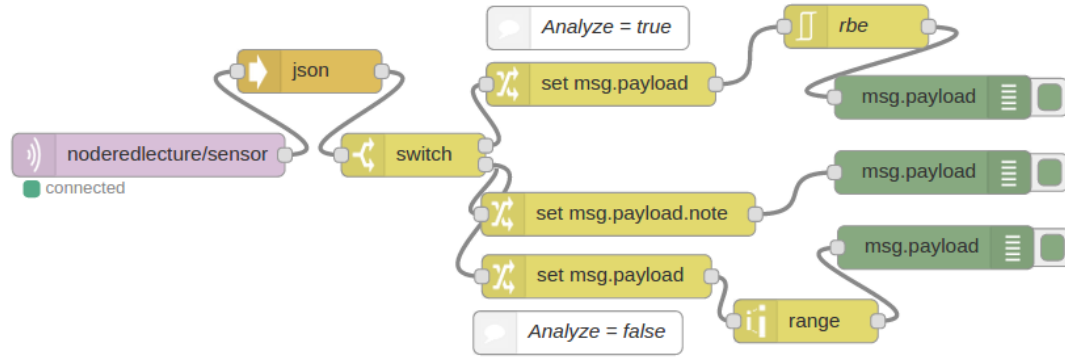 Analyze = true
rbe
json
set msg.payload
msg.payload
noderedlecture/sensor
switch
connected
msg.payload
set msg.payload.note
msg.payload
set msg.payload
range
Analyze = false